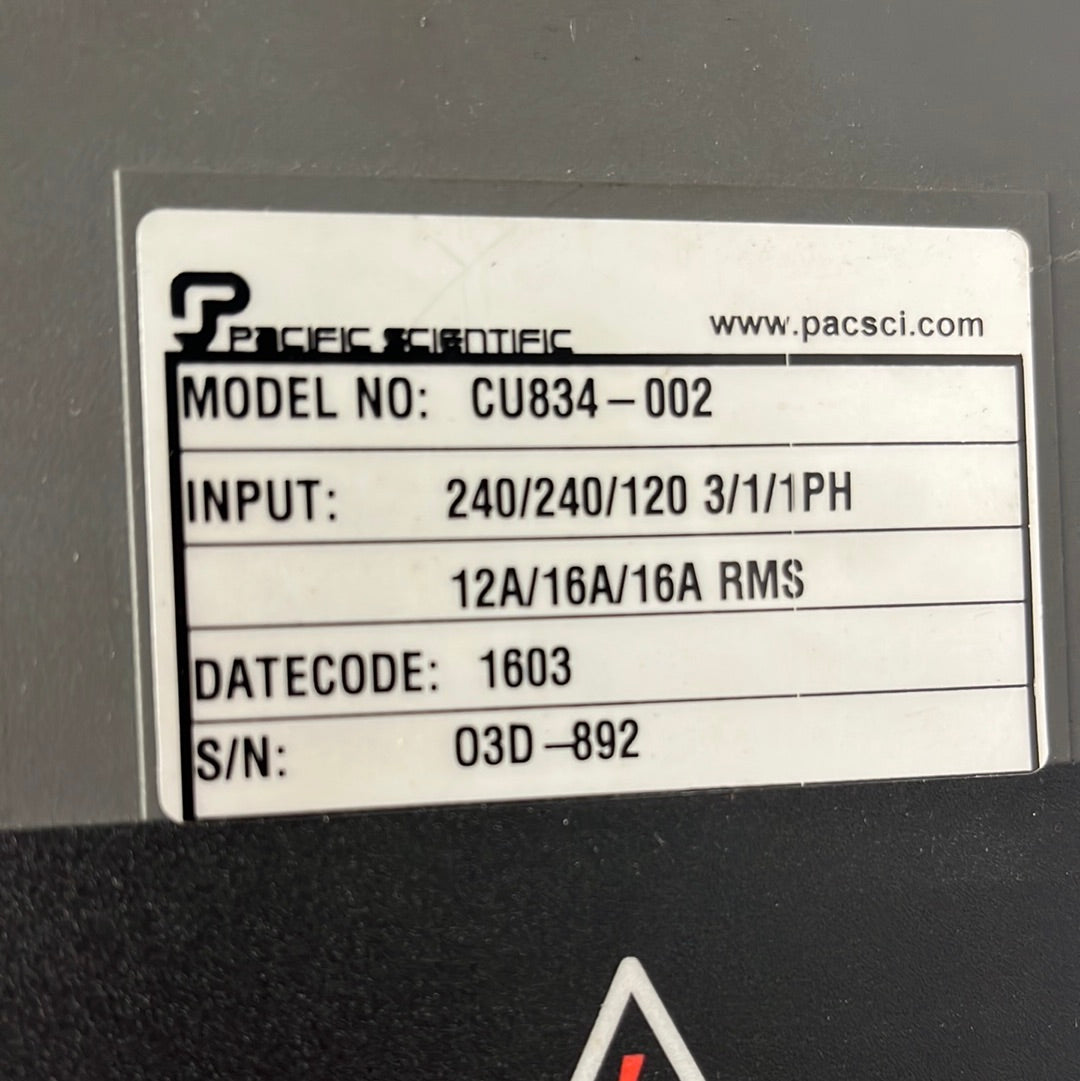 PACIFIC SCIENTIFIC
www.pacsci.com
MODEL NO: CU834-002
INPUT: 240/240/120 3/1/1PH
12A/16A/16A RMS
DATECODE: 1603
S/N: 03D-892